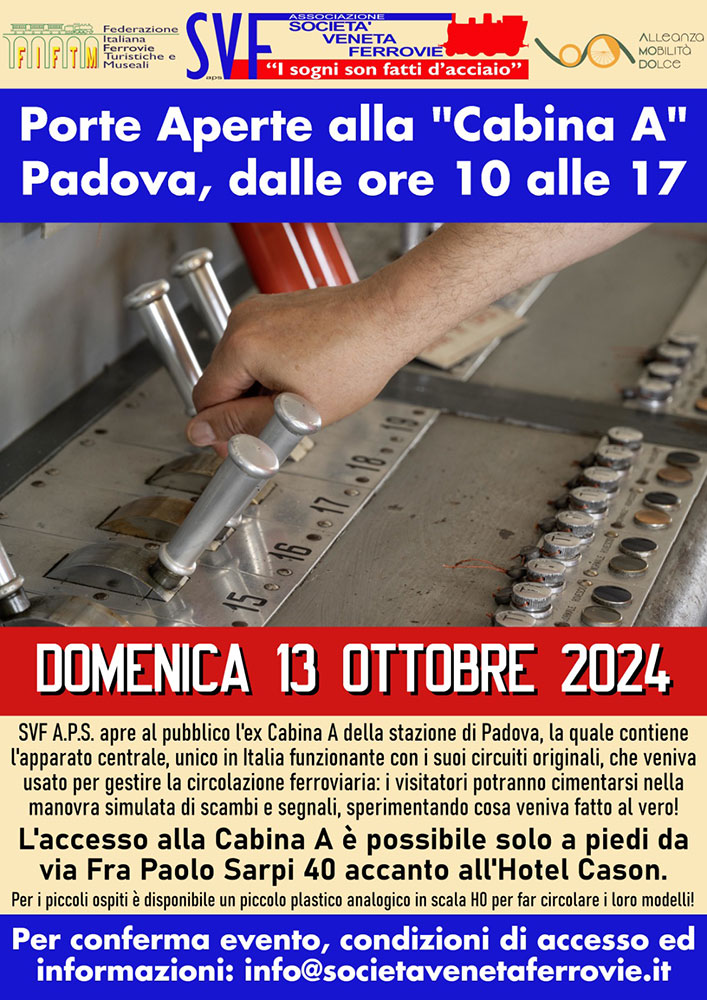 FIFTM
Federazione
Italiana
Ferrovie
Turistiche e
Museali
SVF
aps
ASSOCIAZIONE
SOCIETA'
VENETA
FERROVIE
"I sogni son fatti d'acciaio"
ALLEANZA
MOBILITÀ
DOLCE
Porte Aperte alla "Cabina A"
Padova, dalle ore 10 alle 17
15
16
17
18
19
DOMENICA 13 OTTOBRE 2024
SVF A.P.S. apre al pubblico l'ex Cabina A della stazione di Padova, la quale contiene
l'apparato centrale, unico in Italia funzionante con i suoi circuiti originali, che veniva
usato per gestire la circolazione ferroviaria: i visitatori potranno cimentarsi nella
manovra simulata di scambi e segnali, sperimentando cosa veniva fatto al vero!
L'accesso alla Cabina A è possibile solo a piedi da
via Fra Paolo Sarpi 40 accanto all'Hotel Cason.
Per i piccoli ospiti è disponibile un piccolo plastico analogico in scala H0 per far circolare i loro modelli!
Per conferma evento, condizioni di accesso ed
informazioni: info@societavenetaferrovie.it